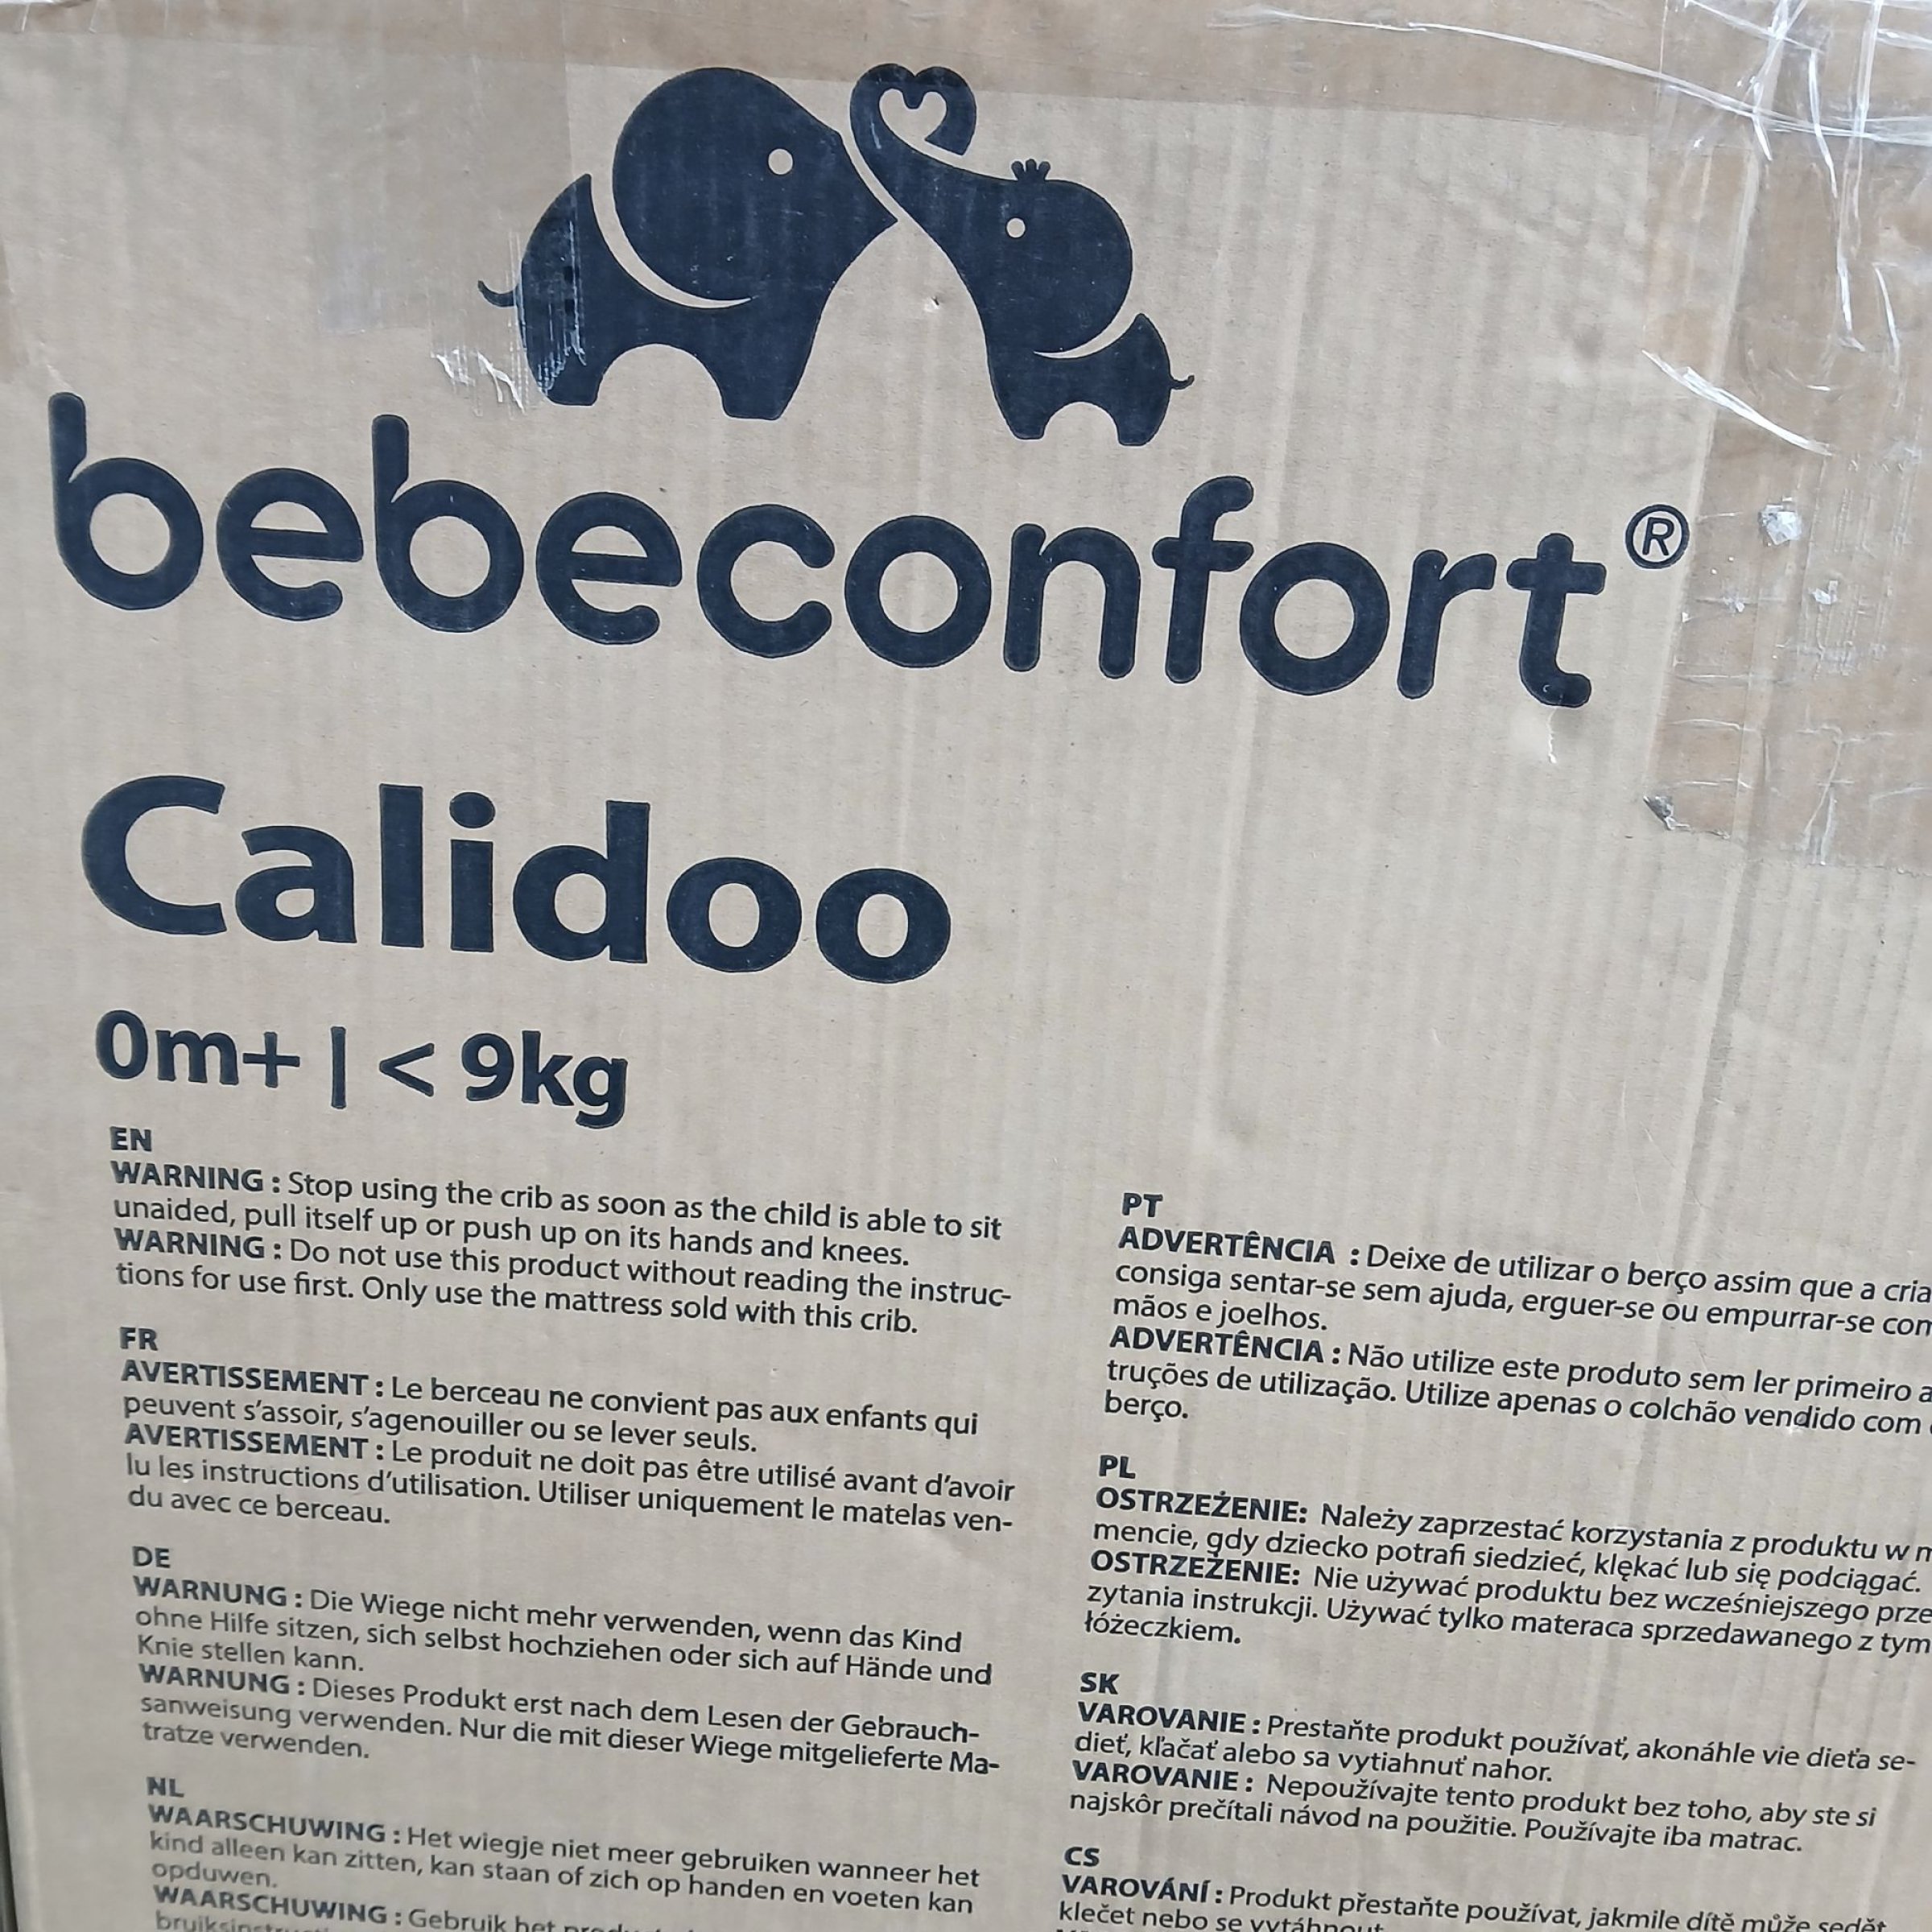 bebeconfort®
Calidoo
0m+ | < 9kg
EN
WARNING : Stop using the crib as soon as the child is able to sit
unaided, pull itself up or push up on its hands and knees.
WARNING : Do not use this product without reading the instruc-
tions for use first. Only use the mattress sold with this crib.
FR
AVERTISSEMENT : Le berceau ne convient pas aux enfants qui
peuvent s'assoir, s'agenouiller ou se lever seuls.
AVERTISSEMENT : Le produit ne doit pas être utilisé avant d'avoir
lu les instructions d'utilisation. Utiliser uniquement le matelas ven-
du avec ce berceau.
DE
WARNUNG : Die Wiege nicht mehr verwenden, wenn das Kind
ohne Hilfe sitzen, sich selbst hochziehen oder sich auf Hände und
Knie stellen kann.
WARNUNG : Dieses Produkt erst nach dem Lesen der Gebrauch-
sanweisung verwenden. Nur die mit dieser Wiege mitgelieferte Ma-
tratze verwenden.
NL
WAARSCHUWING : Het wiegje niet meer gebruiken wanneer het
kind alleen kan zitten, kan staan of zich op handen en voeten kan
opduwen.
WAARSCHUWING : Gebruik het
PT
ADVERTÊNCIA : Deixe de utilizar o berço assim que a
consiga sentar-se sem ajuda, erguer-se ou empurrar-se
mãos e joelhos.
ADVERTÊNCIA : Não utilize este produto sem ler primeiro
truções de utilização. Utilize apenas o colchão vendido com
berço.
PL
OSTRZEŻENIE: Należy zaprzestać korzystania z produktu w
mencie, gdy dziecko potrafi siedzieć, klękać lub się podciągać.
OSTRZEŻENIE: Nie używać produktu bez wcześniejszego
zytania instrukcji. Używać tylko materaca sprzedawanego z tym
łóżeczkiem.
SK
VAROVANIE : Prestaňte produkt používať, akonáhle vie dieťa se-
dieť, kľačať alebo sa vytiahnuť nahor.
VAROVANIE : Nepoužívajte tento produkt bez toho, aby ste si
najskôr prečítali návod na použitie. Používajte iba matrac.
CS
VAROVÁNÍ : Produkt přestaňte používat, jakmile dítě může sedět,
klečet nebo se vytáhnout